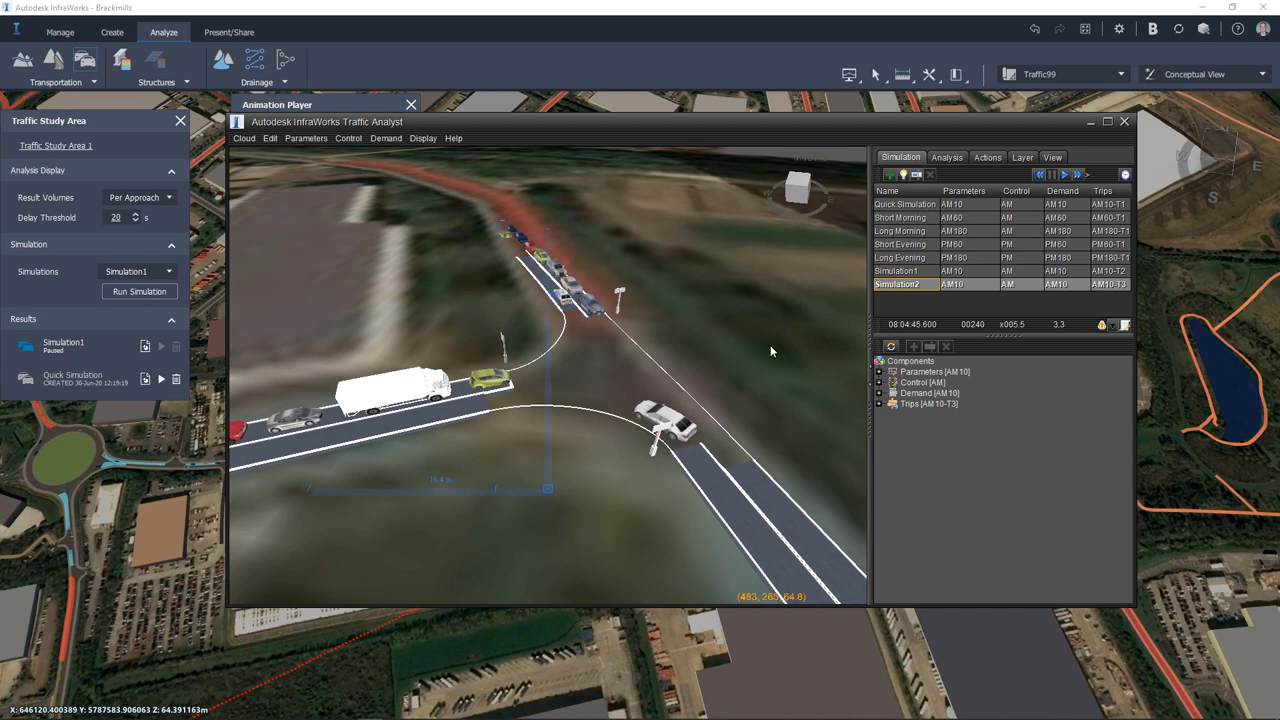 Autodesk InfraWorks - Brackmills
Manage Create Analyze Present/Share
Transportation Structures Drainage
Traffic99 Conceptual View
Traffic Study Area
Traffic Study Area 1
Analysis Display
Result Volumes Per Approach
Delay Threshold 20 s
Simulation
Simulations Simulation1
Run Simulation
Results
Simulation1
Paused
Quick Simulation
CREATED 30-Jun-20 12:19:19
Animation Player
Autodesk InfraWorks Traffic Analyst
Cloud Edit Parameters Control Demand Display Help
16.4 m
Simulation Analysis Actions Layer View
Name Parameters Control Demand Trips
Quick Simulation AM10 AM AM10 AM10-T1
Short Morning AM60 AM AM60 AM60-T1
Long Morning AM180 AM AM180 AM180-T1
Short Evening PM60 PM PM60 PM60-T1
Long Evening PM180 PM PM180 PM180-T1
Simulation1 AM10 AM AM10 AM10-T2
Simulation2 AM10 AM AM10 AM10-T3
08:04:45.600 00240 x005.5 3.3
Components
Parameters [AM10]
Control [AM]
Demand [AM10]
Trips [AM10-T3]
S
E
X: 646120.400389 Y: 5787583.906063 Z: 64.391163m